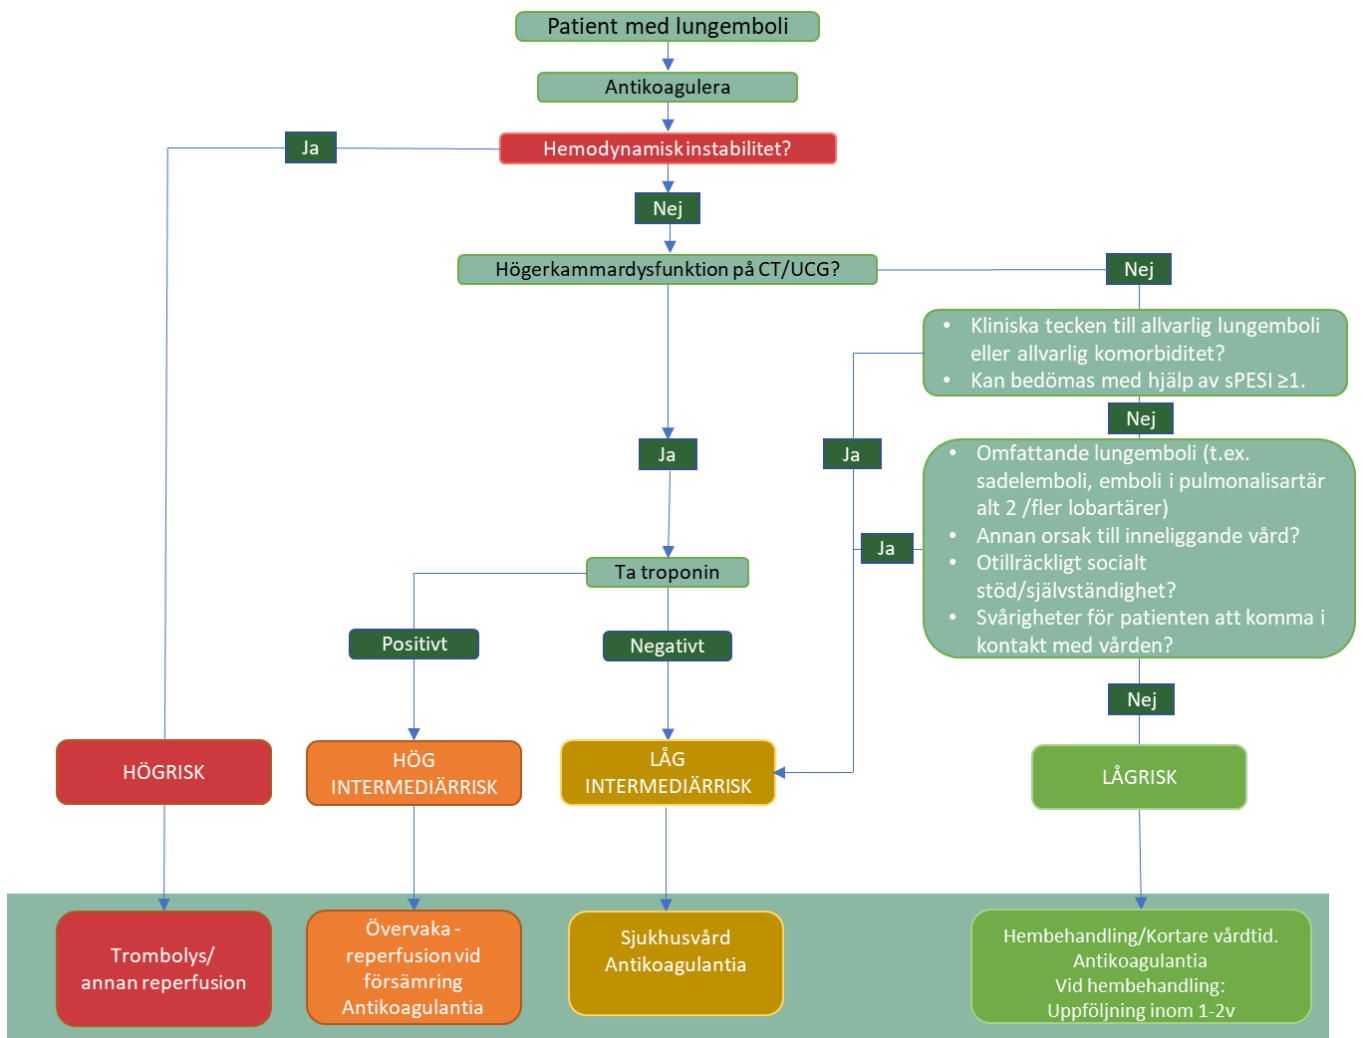 Patient med lungemboli
Antikoagulera
Ja
Hemodynamisk instabilitet?
Nej
Högerkammardysfunktion på CT/UCG?
Nej
• Kliniska tecken till allvarlig lungemboli
eller allvarlig komorbiditet?
• Kan bedömas med hjälp av sPESI ≥1.
Nej
Ja
Ja
• Omfattande lungemboli (t.ex.
sadelemboli, emboli i pulmonalisartär
alt 2 /fler lobartärer)
• Annan orsak till inneliggande vård?
• Otillräckligt socialt
stöd/självständighet?
• Svårigheter för patienten att komma i
kontakt med vården?
Ja
Ta troponin
Positivt
Negativt
Nej
HÖGRISK
HÖG
INTERMEDIÄRRISK
LÅG
INTERMEDIÄRRISK
LÅGRISK
Trombolys/
annan reperfusion
Övervaka -
reperfusion vid
försämring
Antikoagulantia
Sjukhusvård
Antikoagulantia
Hembehandling/Kortare vårdtid.
Antikoagulantia
Vid hembehandling:
Uppföljning inom 1-2v